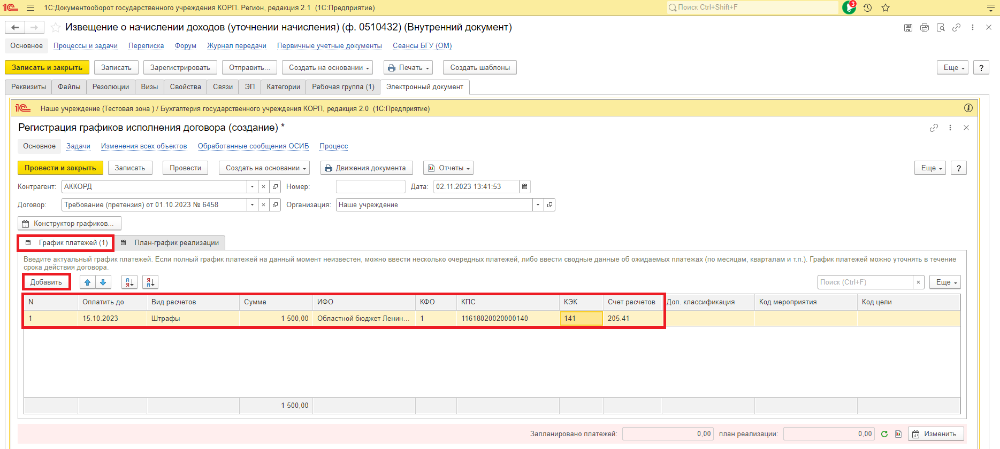 1С:Документооборот государственного учреждения КОРП. Регион, редакция 2.1 (1С:Предприятие) Поиск Ctrl+Shift+F 3
Извещение о начислении доходов (уточнении начисления) (ф. 0510432) (Внутренний документ)
Основное Процессы и задачи Переписка Форум Журнал передачи Первичные учетные документы Сеансы БГУ (ОМ)
Записать и закрыть Записать Зарегистрировать Отправить... Создать на основании Печать Создать шаблоны Еще ?
Реквизиты Файлы Резолюции Визы Свойства Связи ЭП Категории Рабочая группа (1) Электронный документ
Наше учреждение (Тестовая зона ) / Бухгалтерия государственного учреждения КОРП, редакция 2.0 (1С:Предприятие)
Регистрация графиков исполнения договора (создание) *
Основное Задачи Изменения всех объектов Обработанные сообщения ОСИБ Процесс
Провести и закрыть Записать Провести Создать на основании Движения документа Отчеты Еще ?
Контрагент: АККОРД Номер: Дата: 02.11.2023 13:41:53
Договор: Требование (претензия) от 01.10.2023 № 6458 Организация: Наше учреждение
Конструктор графиков...
График платежей (1) План-график реализации
Введите актуальный график платежей. Если полный график платежей на данный момент неизвестен, можно ввести несколько очередных платежей, либо ввести сводные данные об ожидаемых платежах (по месяцам, кварталам и т.п.). График платежей можно уточнять в течение
срока действия договора.
Добавить Поиск (Ctrl+F) × Еще
N Оплатить до Вид расчетов Сумма ИФО КФО КПС КЭК Счет расчетов Доп. классификация Код мероприятия Код цели
1 15.10.2023 Штрафы 1 500,00 Областной бюджет Ленин... 1 11618020020000140 141 205.41
1 500,00
Запланировано платежей: 0,00 план реализации: 0,00 Изменить